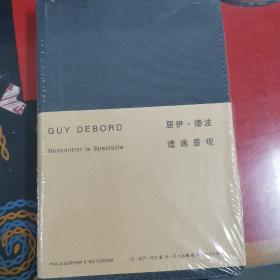 GUY DEBORD
Rencontrer le Spectacle
居伊·德波
遭遇景观
PHILOSOPHER'S NOTEBOOK